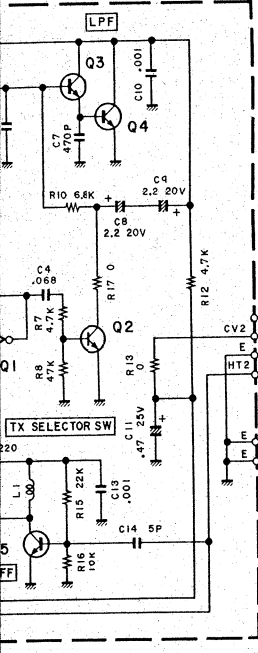 LPF
Q3
Q4
C10 .001
C7 470P
R10 6.8K
C9
2.2 20V
C8
2.2 20V
R17 0
R12 4.7K
C4
.068
R7 4.7K
Q2
R8 47K
Q1
CV2
E
HT2
R13 0
C11 .47 25V
TX SELECTOR SW
220
E
E
L1
R15 22K
C13 .001
C14 5P
5
R16 10K
FF